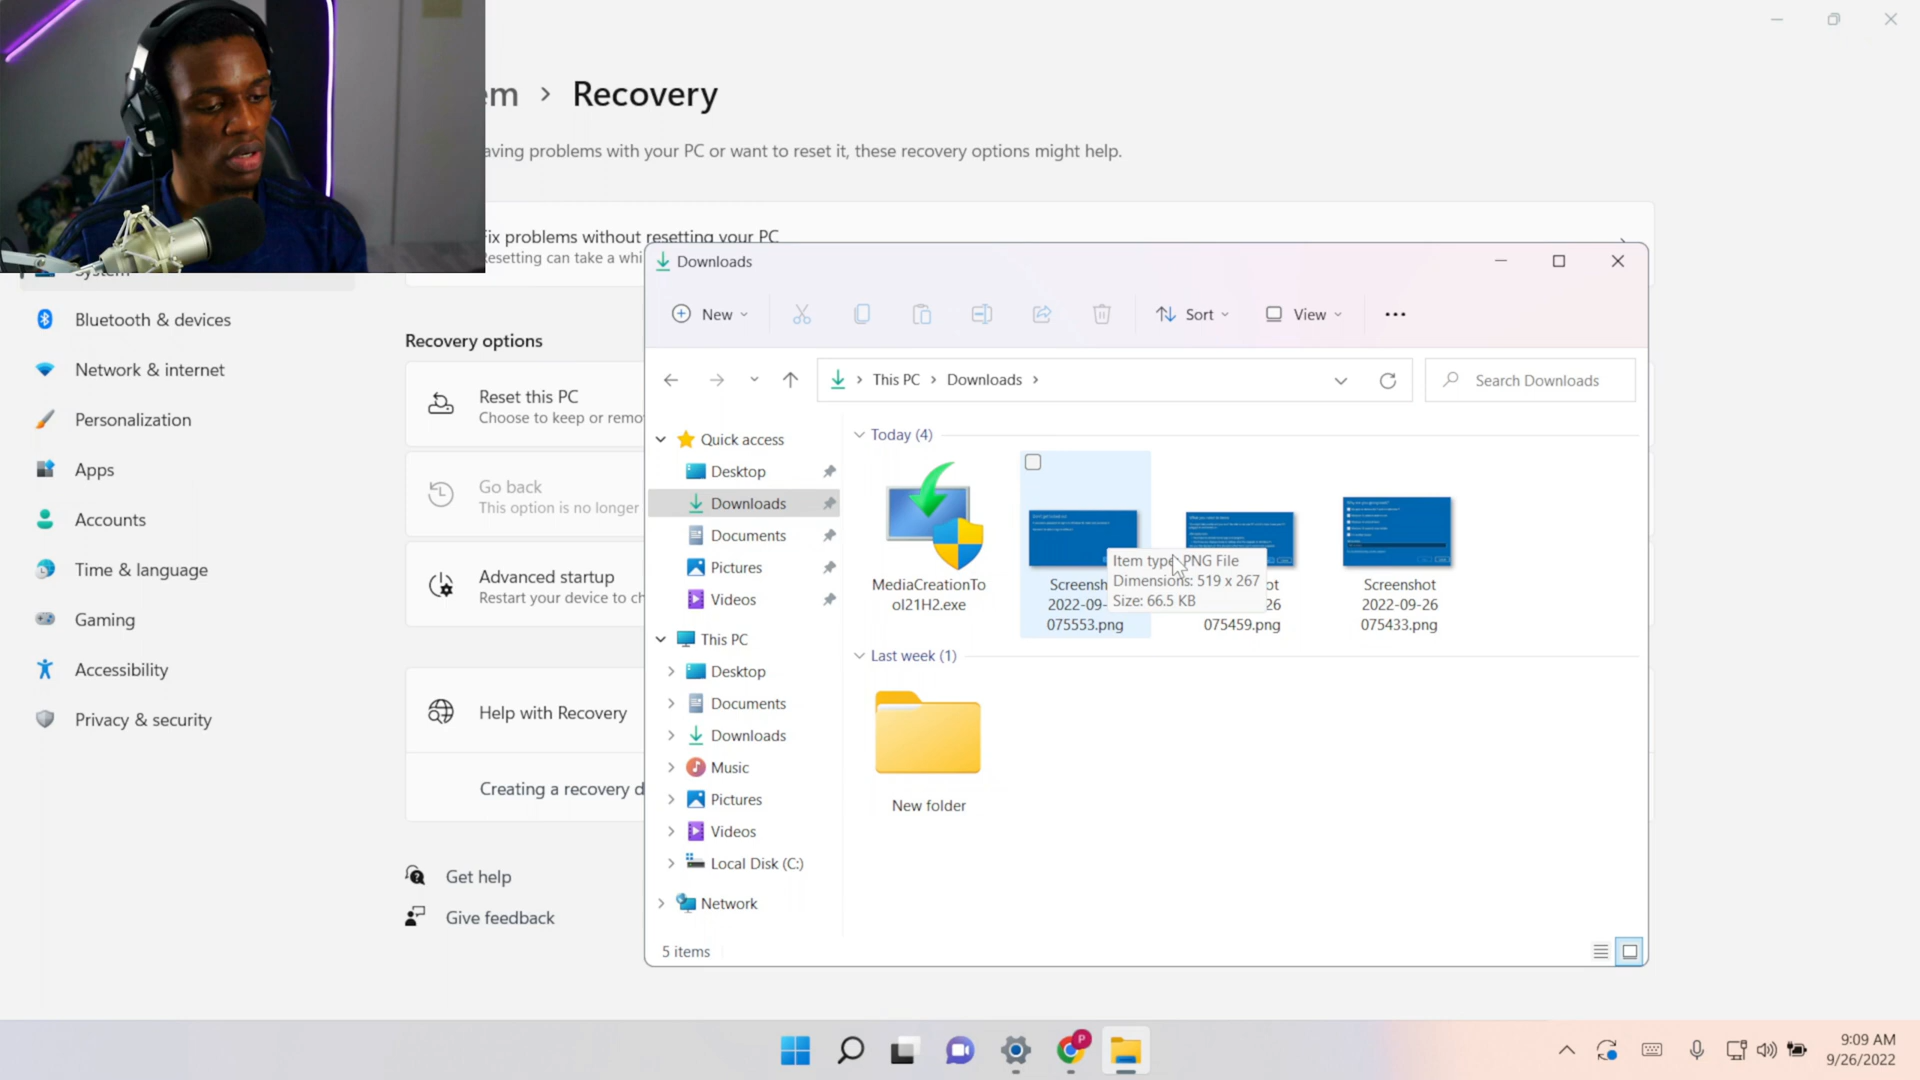 em > Recovery
aving problems with your PC or want to reset it, these recovery options might help.
ix problems without resetting your PC
esetting can take a whi
System
Bluetooth & devices
Network & internet
Personalization
Apps
Accounts
Time & language
Gaming
Accessibility
Privacy & security
Recovery options
Reset this PC
Choose to keep or remo
Go back
This option is no longer
Advanced startup
Restart your device to ch
Help with Recovery
Creating a recovery d
Get help
Give feedback
Downloads
New
Sort
View
This PC > Downloads >
Search Downloads
Quick access
Desktop
Downloads
Documents
Pictures
Videos
This PC
Desktop
Documents
Downloads
Music
Pictures
Videos
Local Disk (C:)
Network
Today (4)
MediaCreationTo
ol21H2.exe
Screensh
2022-09-
075553.png
Item type: PNG File
Dimensions: 519 x 267
Size: 66.5 KB
ot
26
075459.png
Screenshot
2022-09-26
075433.png
Last week (1)
New folder
5 items
P
9:09 AM
9/26/2022